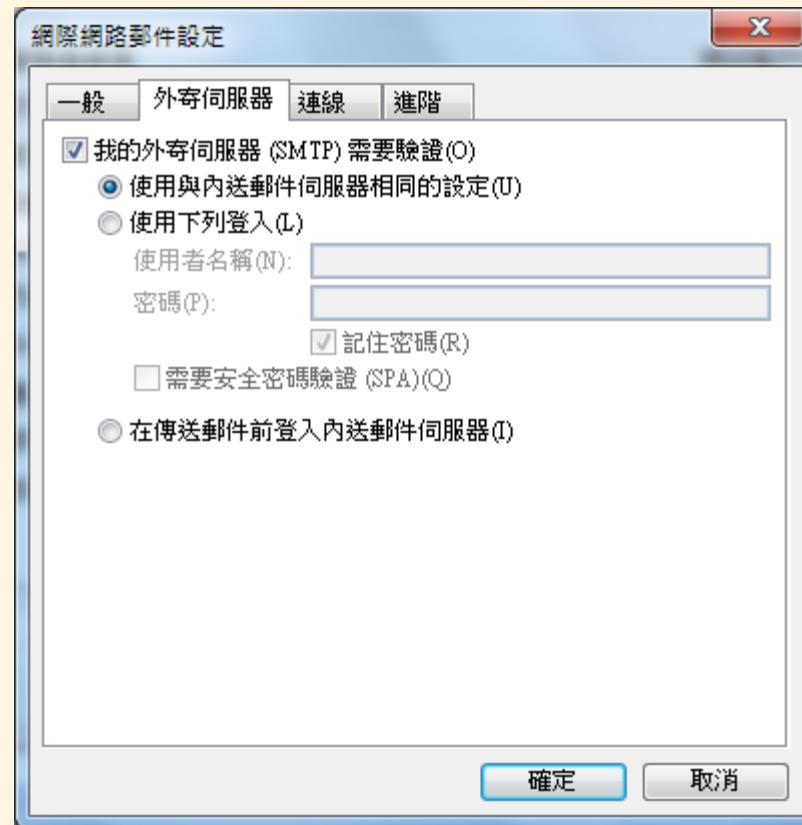 網際網路郵件設定
一般 外寄伺服器 連線 進階
我的外寄伺服器 (SMTP) 需要驗證(O)
使用與內送郵件伺服器相同的設定(U)
使用下列登入(L)
使用者名稱(N):
密碼(P):
記住密碼(R)
需要安全密碼驗證 (SPA)(Q)
在傳送郵件前登入內送郵件伺服器(I)
確定 取消